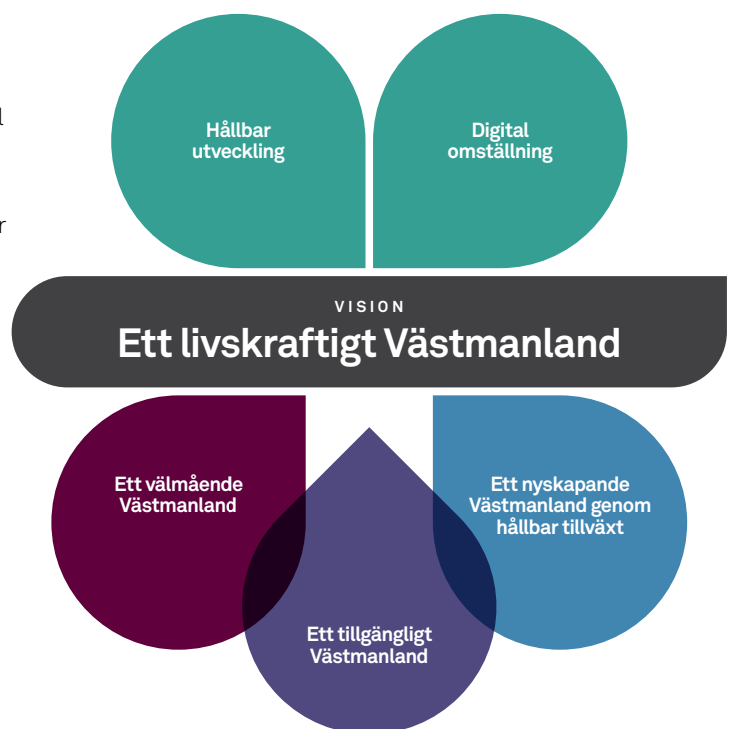 l
r
Hållbar
utveckling
Digital
omställning
VISION
Ett livskraftigt Västmanland
Ett välmående
Västmanland
Ett nyskapande
Västmanland genom
hållbar tillväxt
Ett tillgängligt
Västmanland